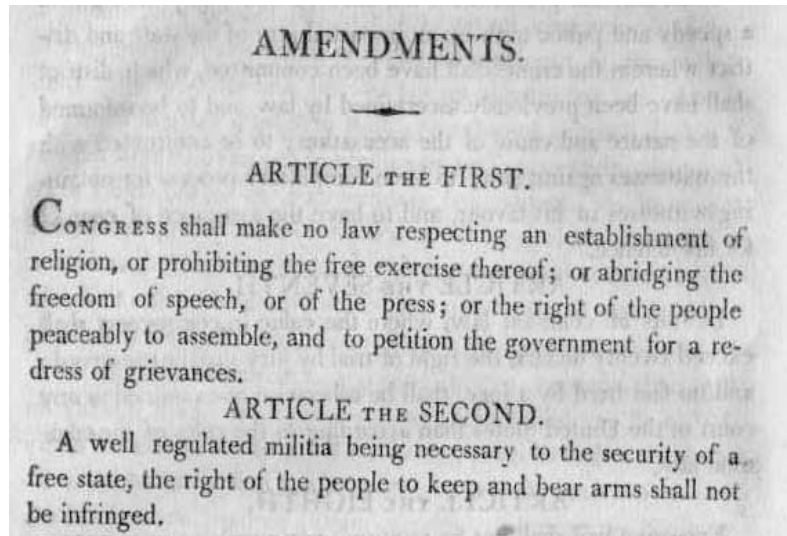 AMENDMENTS.
ARTICLE THE FIRST.
CONGRESS shall make no law respecting an establishment of
religion, or prohibiting the free exercise thereof; or abridging the
freedom of speech, or of the press; or the right of the people
peaceably to assemble, and to petition the government for a re-
dress of grievances.
ARTICLE THE SECOND.
A well regulated militia being necessary to the security of a
free state, the right of the people to keep and bear arms shall not
be infringed.